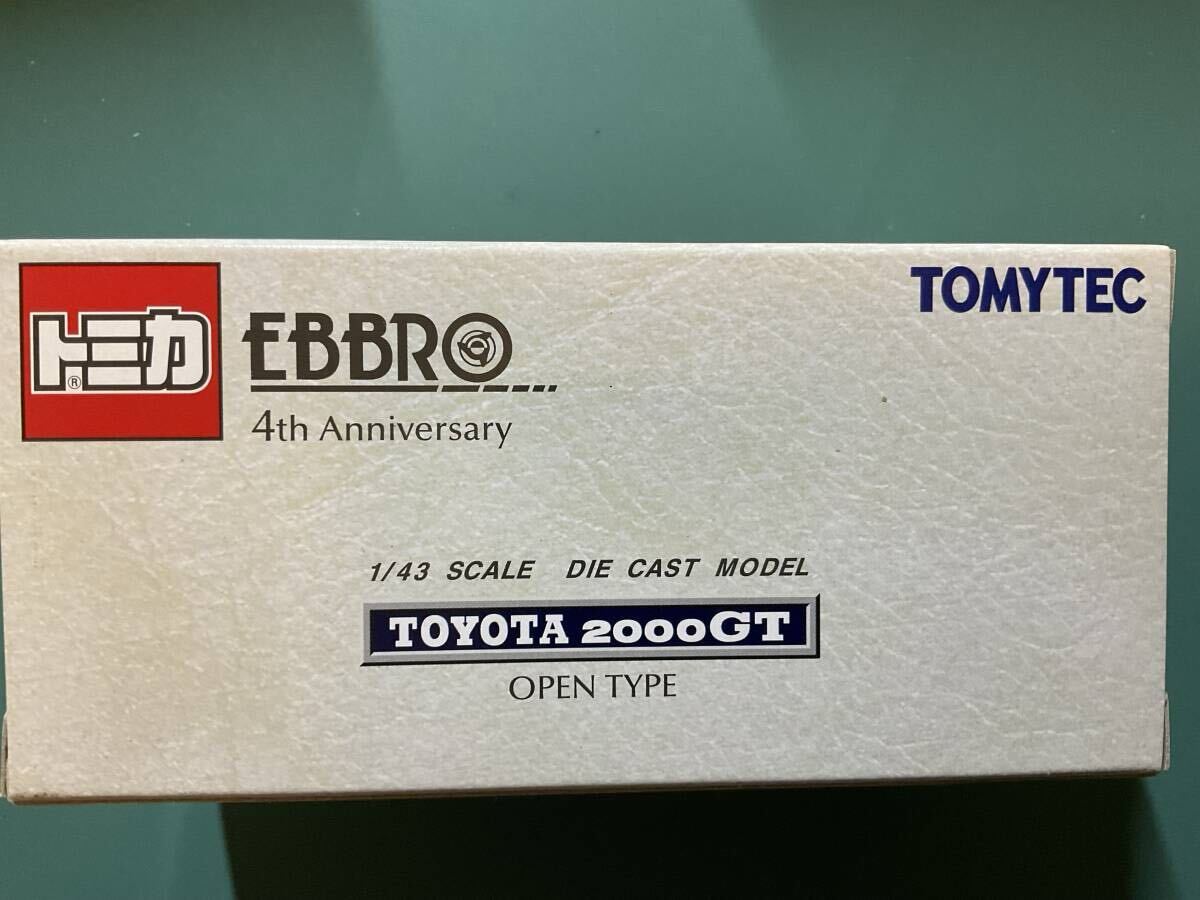 トミカ®
EBBRO
4th Anniversary
TOMYTEC
1/43 SCALE DIE CAST MODEL
TOYOTA 2000GT
OPEN TYPE